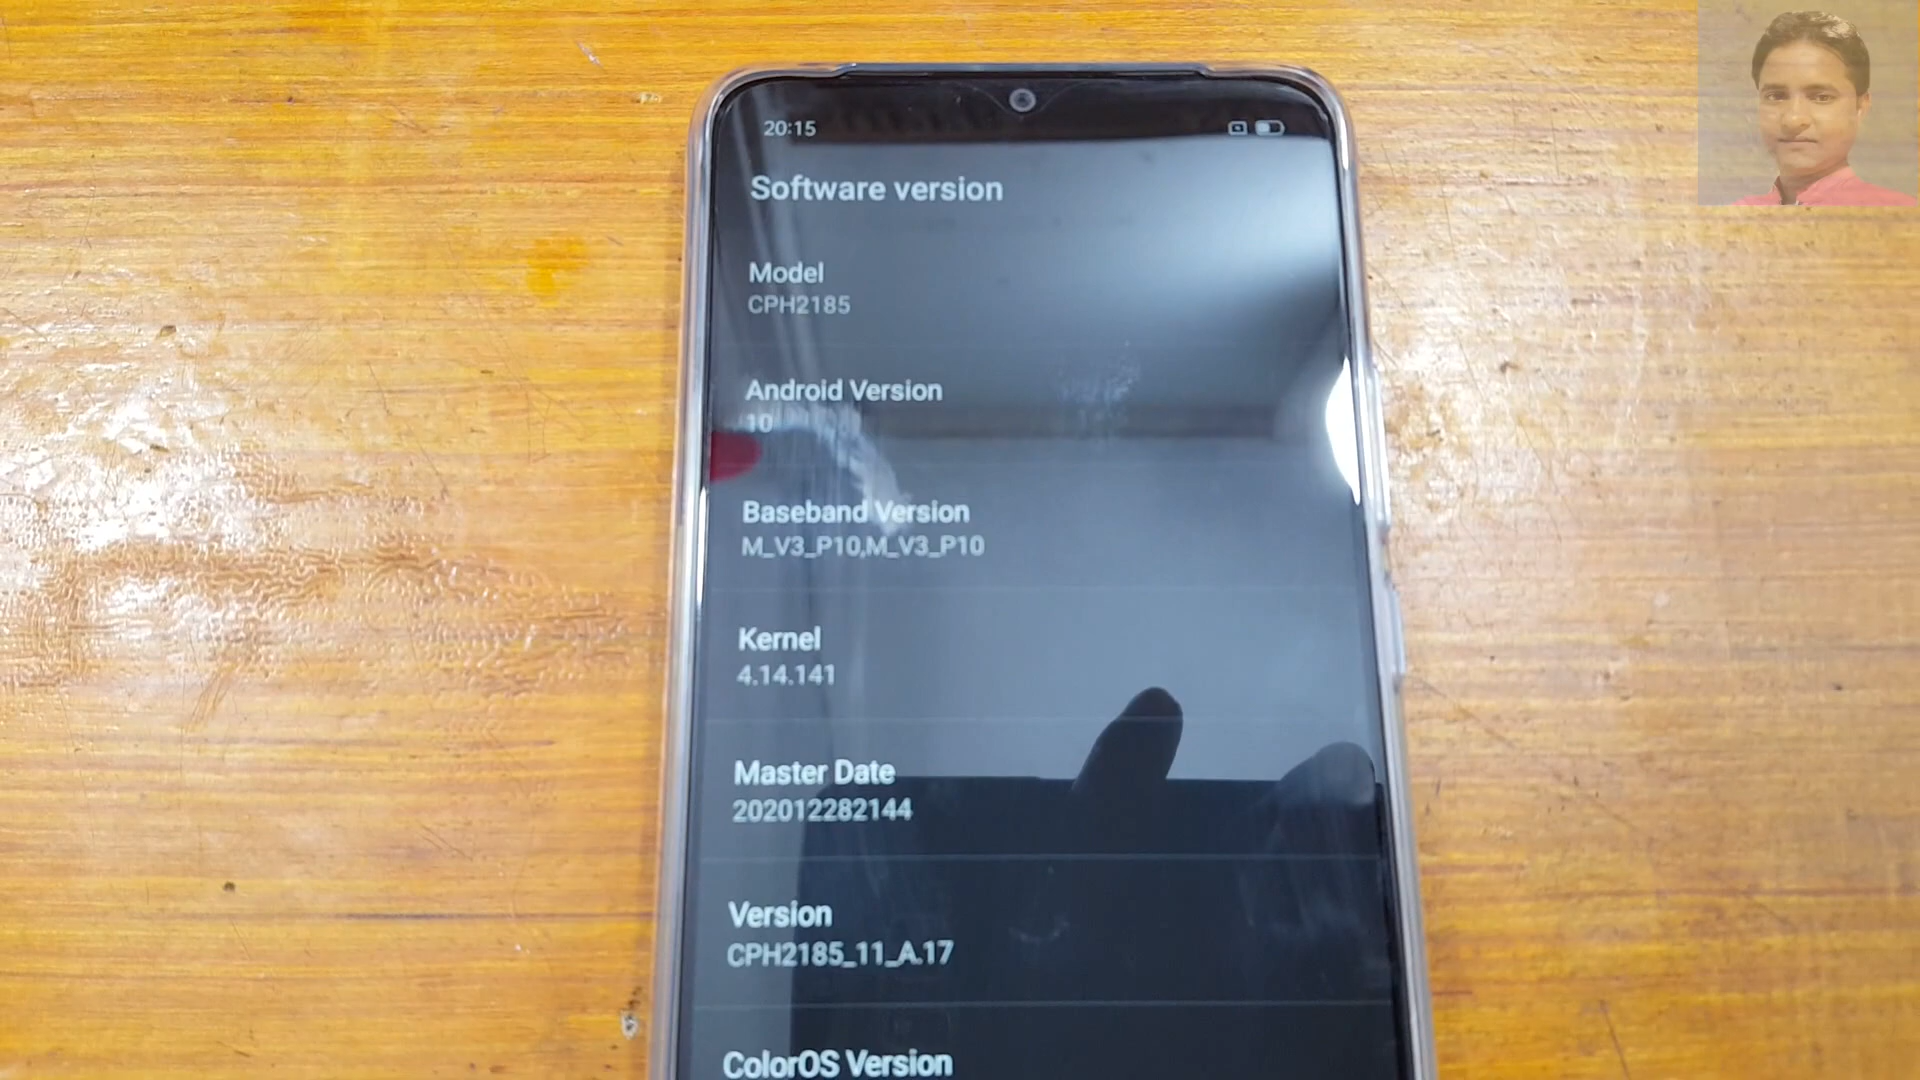 20:15
Software version
Model
CPH2185
Android Version
10
Baseband Version
M_V3_P10,M_V3_P10
Kernel
4.14.141
Master Date
202012282144
Version
CPH2185_11_A.17
ColorOS Version